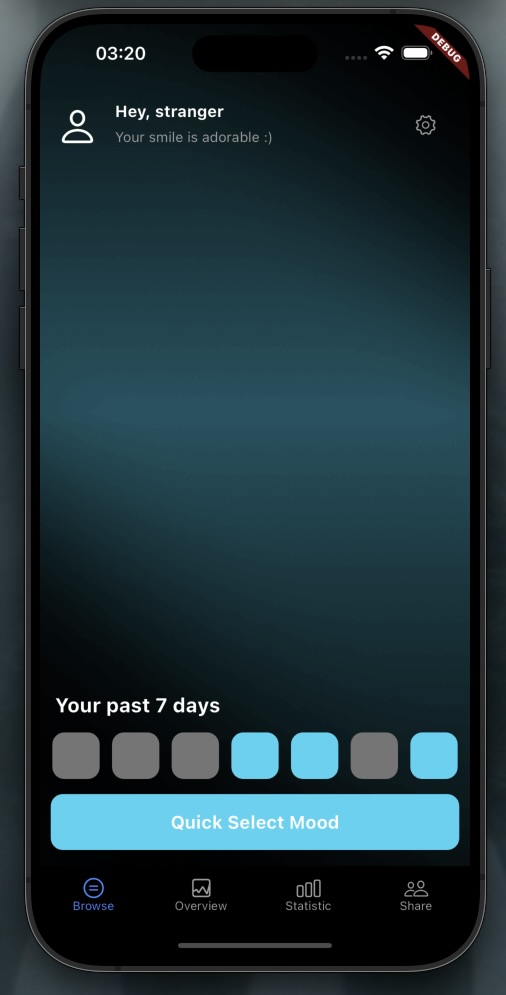 03:20
DEBUG
Hey, stranger
Your smile is adorable :)
Your past 7 days
Quick Select Mood
Browse
Overview
Statistic
Share